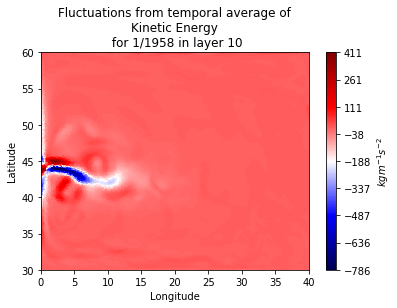 Fluctuations from temporal average of
Kinetic Energy
for 1/1958 in layer 10
60
55
50
45
40
35
30
Latitude
0 5 10 15 20 25 30 35 40
Longitude
411
261
111
−38
−188
−337
−487
−636
−786
kgm⁻¹s⁻²